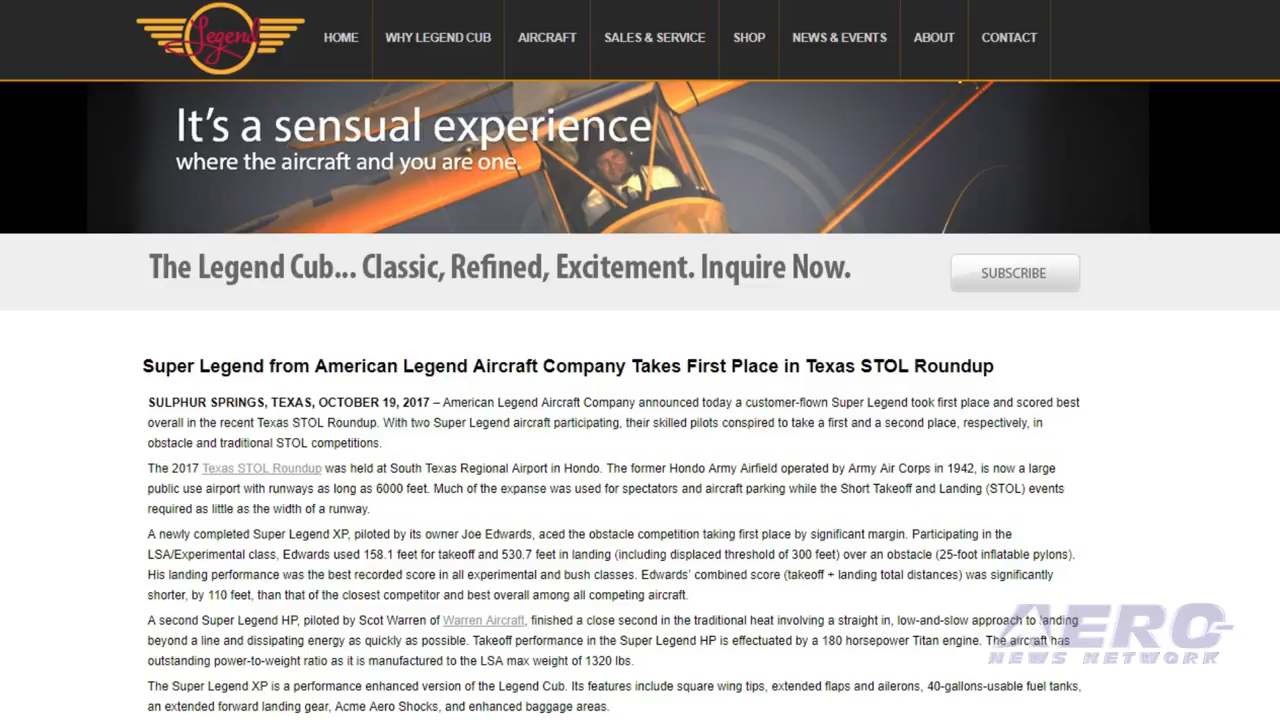 Legend
HOME
WHY LEGEND CUB
AIRCRAFT
SALES & SERVICE
SHOP
NEWS & EVENTS
ABOUT
CONTACT
It's a sensual experience
where the aircraft and you are one.
The Legend Cub... Classic, Refined, Excitement. Inquire Now.
SUBSCRIBE
Super Legend from American Legend Aircraft Company Takes First Place in Texas STOL Roundup
SULPHUR SPRINGS, TEXAS, OCTOBER 19, 2017 – American Legend Aircraft Company announced today a customer-flown Super Legend took first place and scored best
overall in the recent Texas STOL Roundup. With two Super Legend aircraft participating, their skilled pilots conspired to take a first and a second place, respectively, in
obstacle and traditional STOL competitions.
The 2017 Texas STOL Roundup was held at South Texas Regional Airport in Hondo. The former Hondo Army Airfield operated by Army Air Corps in 1942, is now a large
public use airport with runways as long as 6000 feet. Much of the expanse was used for spectators and aircraft parking while the Short Takeoff and Landing (STOL) events
required as little as the width of a runway.
A newly completed Super Legend XP, piloted by its owner Joe Edwards, aced the obstacle competition taking first place by significant margin. Participating in the
LSA/Experimental class, Edwards used 158.1 feet for takeoff and 530.7 feet in landing (including displaced threshold of 300 feet) over an obstacle (25-foot inflatable pylons).
His landing performance was the best recorded score in all experimental and bush classes. Edwards' combined score (takeoff + landing total distances) was significantly
shorter, by 110 feet, than that of the closest competitor and best overall among all competing aircraft.
A second Super Legend HP, piloted by Scot Warren of Warren Aircraft, finished a close second in the traditional heat involving a straight in, low-and-slow approach to landing
beyond a line and dissipating energy as quickly as possible. Takeoff performance in the Super Legend HP is effectuated by a 180 horsepower Titan engine. The aircraft has
outstanding power-to-weight ratio as it is manufactured to the LSA max weight of 1320 lbs.
The Super Legend XP is a performance enhanced version of the Legend Cub. Its features include square wing tips, extended flaps and ailerons, 40-gallons-usable fuel tanks,
an extended forward landing gear, Acme Aero Shocks, and enhanced baggage areas.
AERO
NEWS NETWORK